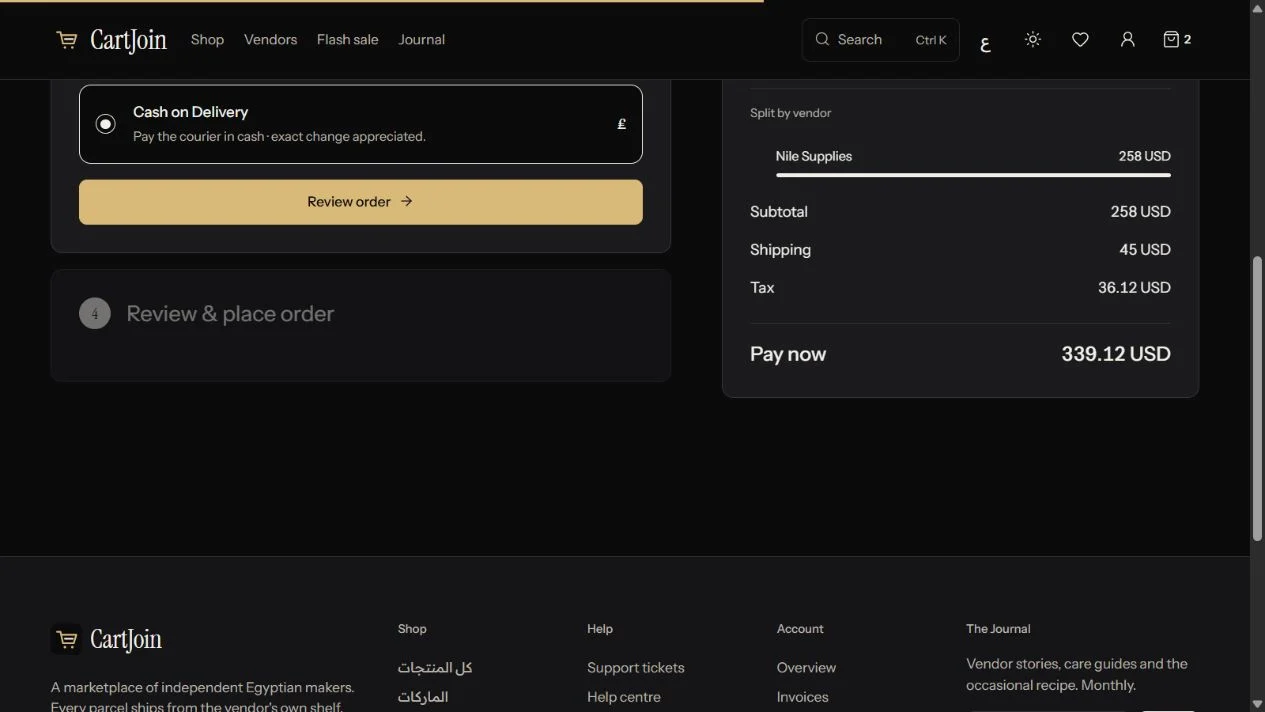 CartJoin
Shop
Vendors
Flash sale
Journal
Search
Ctrl K
ع
2
Cash on Delivery
Pay the courier in cash · exact change appreciated.
£
Review order →
4
Review & place order
Split by vendor
Nile Supplies 258 USD
Subtotal 258 USD
Shipping 45 USD
Tax 36.12 USD
Pay now 339.12 USD
CartJoin
A marketplace of independent Egyptian makers.
Every parcel ships from the vendor's own shelf.
Shop
كل المنتجات
الماركات
Help
Support tickets
Help centre
Account
Overview
Invoices
The Journal
Vendor stories, care guides and the
occasional recipe. Monthly.